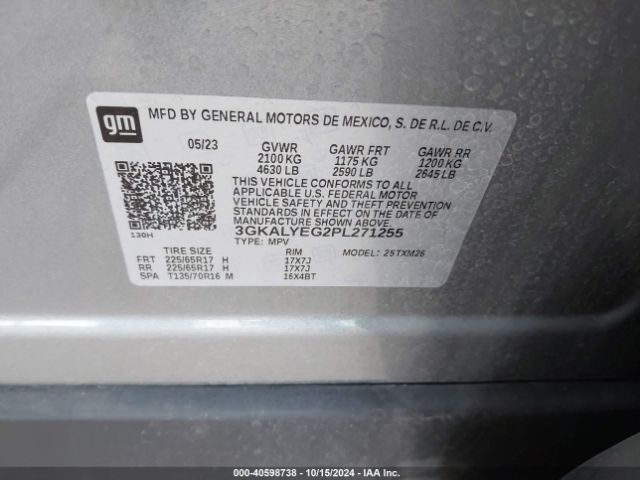 gm
MFD BY GENERAL MOTORS DE MEXICO, S. DE R.L. DE C.V.
05/23 GVWR GAWR FRT GAWR RR
2100 KG 1175 KG 1200 KG
4630 LB 2590 LB 2645 LB
THIS VEHICLE CONFORMS TO ALL
APPLICABLE U.S. FEDERAL MOTOR
VEHICLE SAFETY AND THEFT PREVENTION
STANDARDS IN EFFECT ON THE DATE OF
MANUFACTURE SHOWN ABOVE.
3GKALYEG2PL271255
130H TYPE: MPV MODEL: 25TXM26
TIRE SIZE RIM
FRT 225/65R17 H 17X7J
RR 225/65R17 H 17X7J
SPA T135/70R16 M 16X4BT
000-40598738 - 10/15/2024 - IAA Inc.